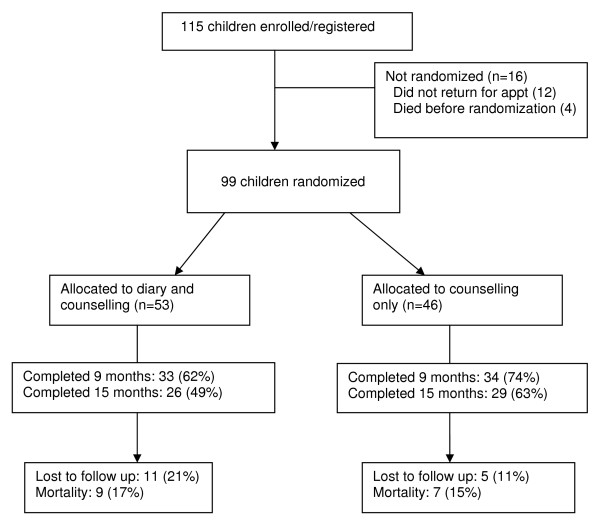 115 children enrolled/registered
Not randomized (n=16)
Did not return for appt (12)
Died before randomization (4)
99 children randomized
Allocated to diary and
counselling (n=53)
Allocated to counselling
only (n=46)
Completed 9 months: 33 (62%)
Completed 15 months: 26 (49%)
Completed 9 months: 34 (74%)
Completed 15 months: 29 (63%)
Lost to follow up: 11 (21%)
Mortality: 9 (17%)
Lost to follow up: 5 (11%)
Mortality: 7 (15%)